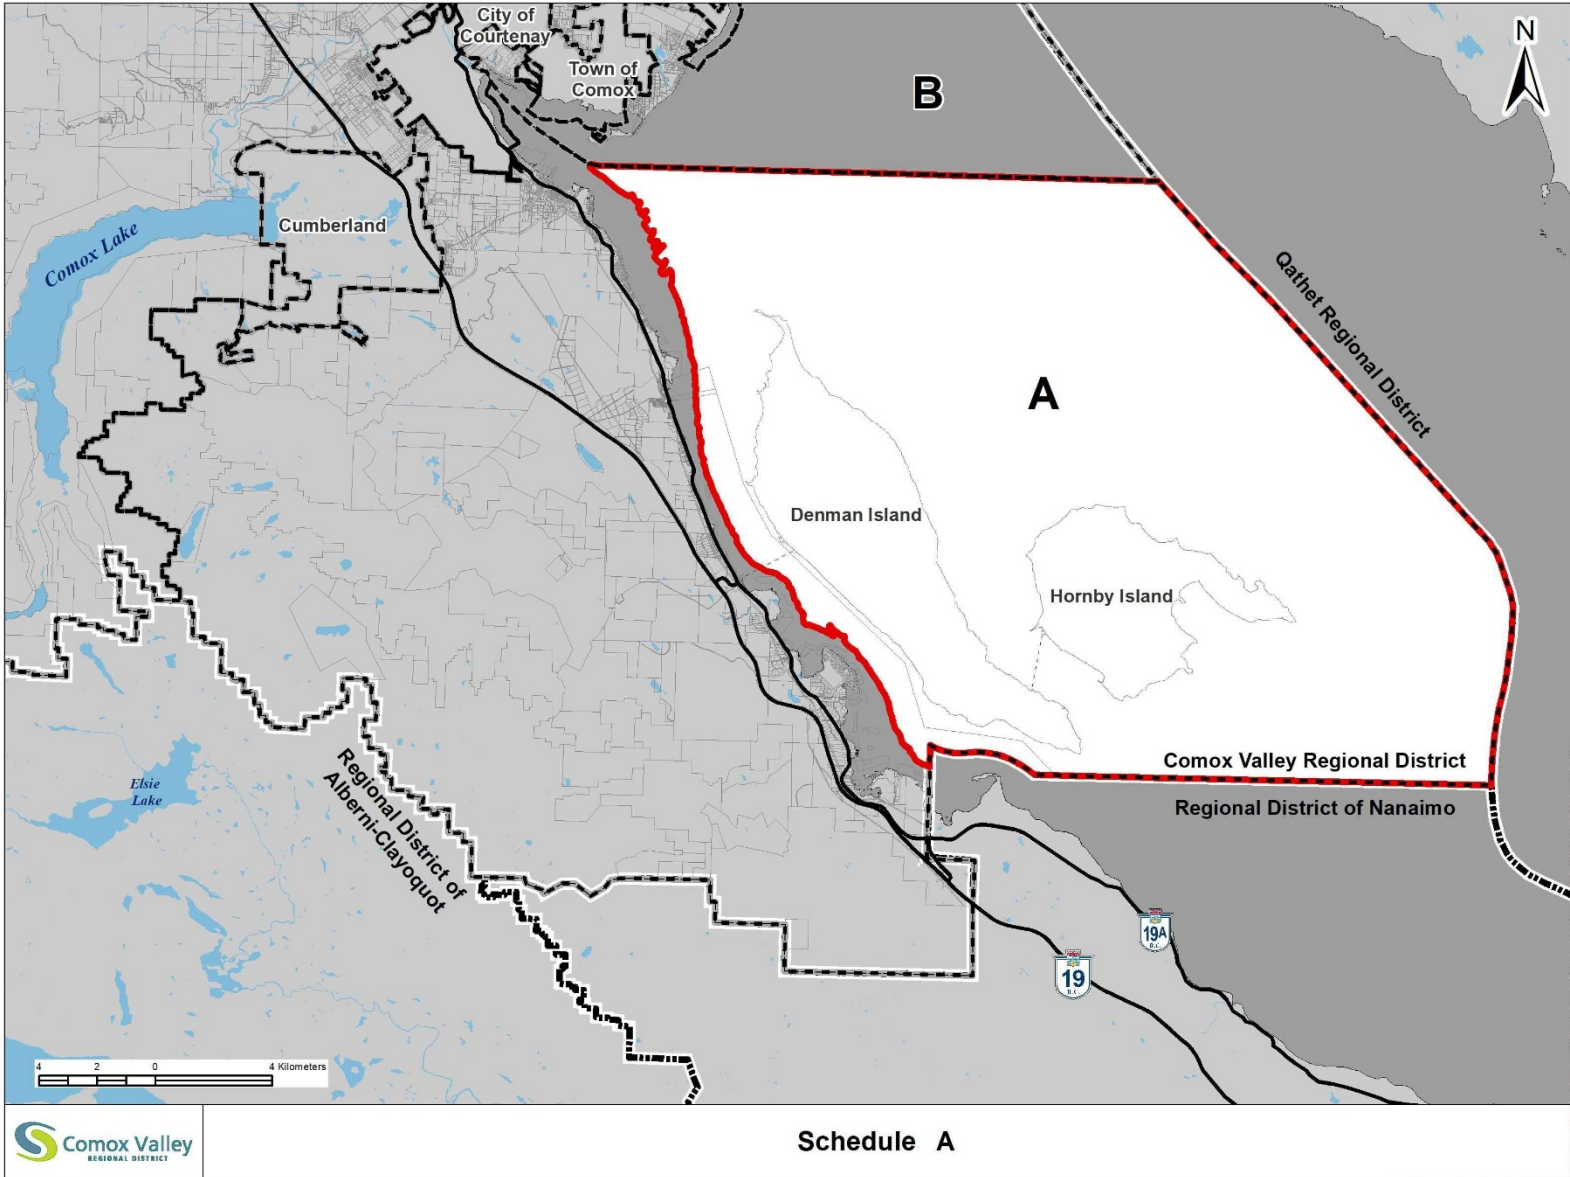 City of
Courtenay
Town of
Comox
B
N
Cumberland
Comox Lake
Qathet Regional District
A
Denman Island
Hornby Island
Comox Valley Regional District
Regional District of Nanaimo
Elsie
Lake
Regional District of
Alberni-Clayoquot
19A
B.C.
19
B.C.
4 2 0 4 Kilometers
Comox Valley
REGIONAL DISTRICT
Schedule A